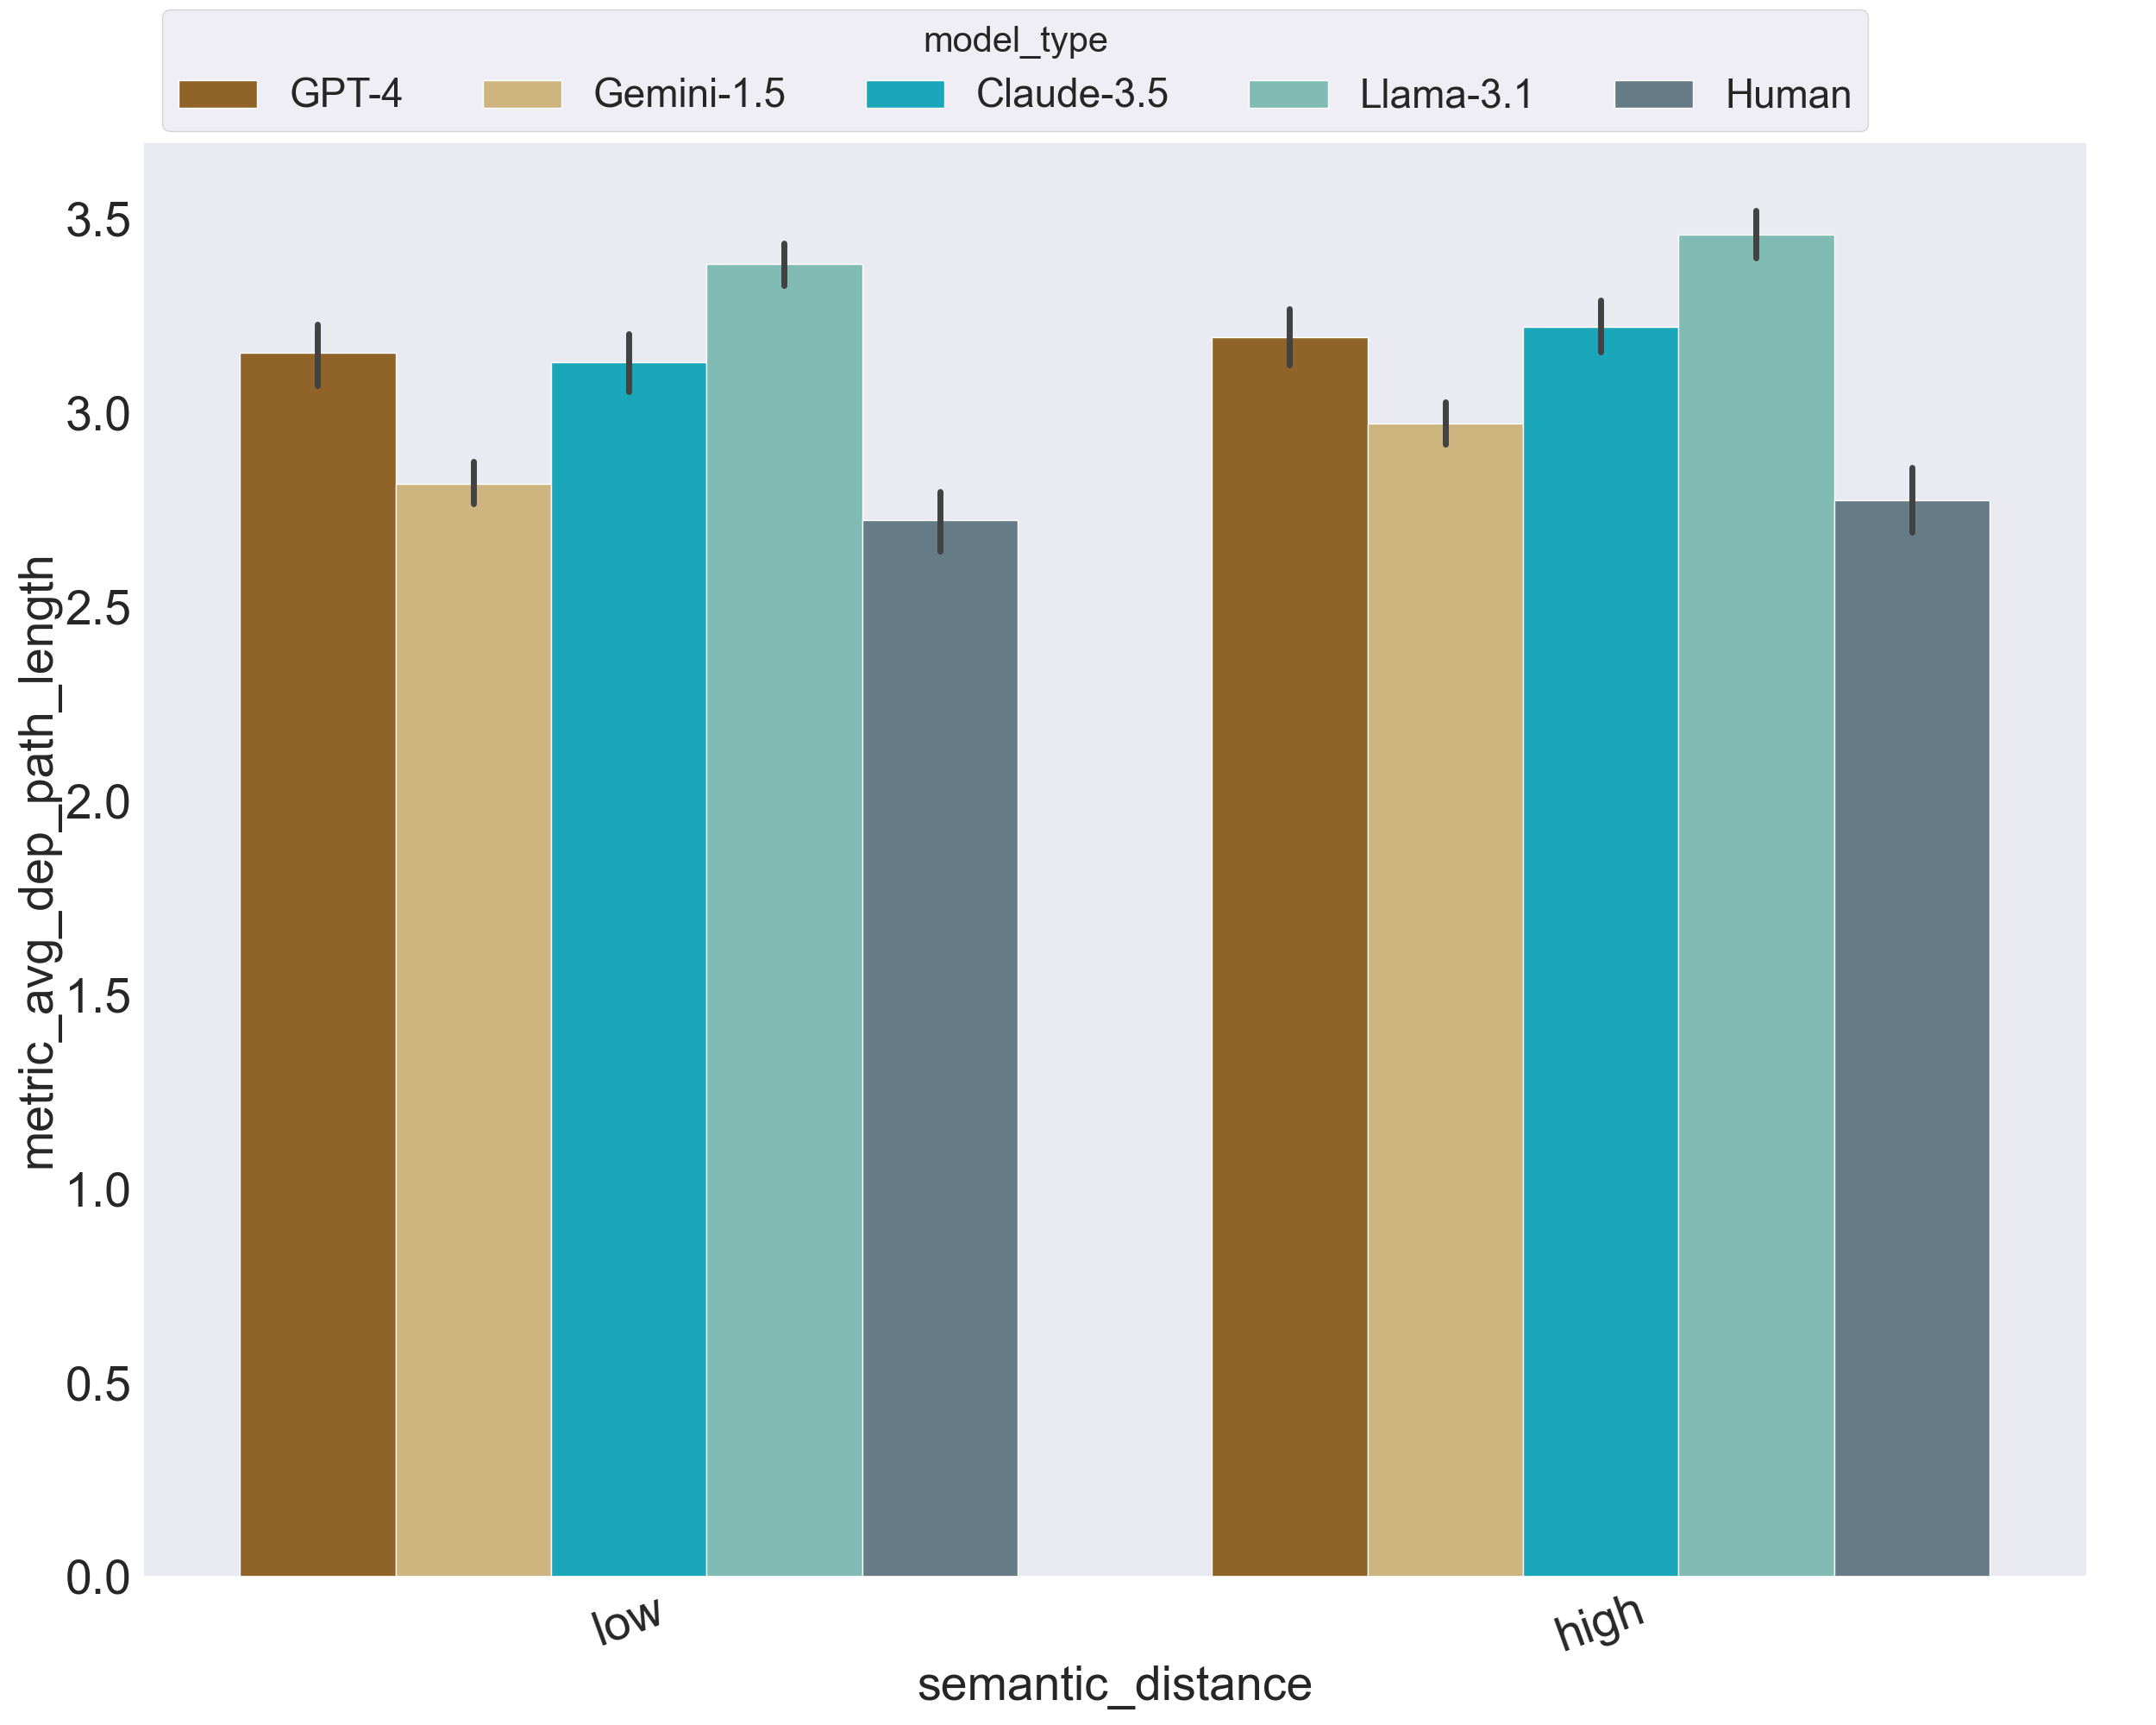 model_type
GPT-4 Gemini-1.5 Claude-3.5 Llama-3.1 Human
metric_avg_dep_path_length
3.5
3.0
2.5
2.0
1.5
1.0
0.5
0.0
low high
semantic_distance